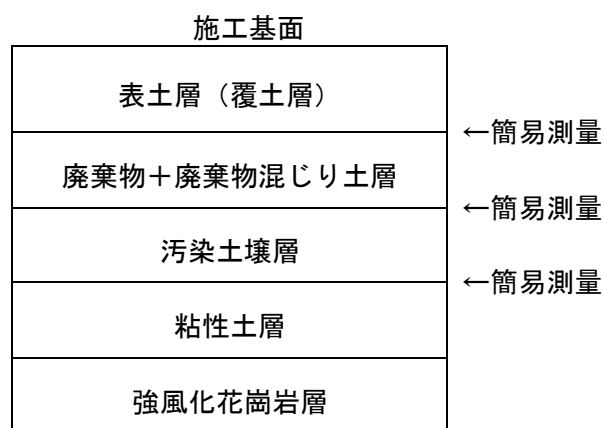 施工基面
表土層（覆土層）
←簡易測量
廃棄物＋廃棄物混じり土層
←簡易測量
汚染土壌層
←簡易測量
粘性土層
強風化花崗岩層